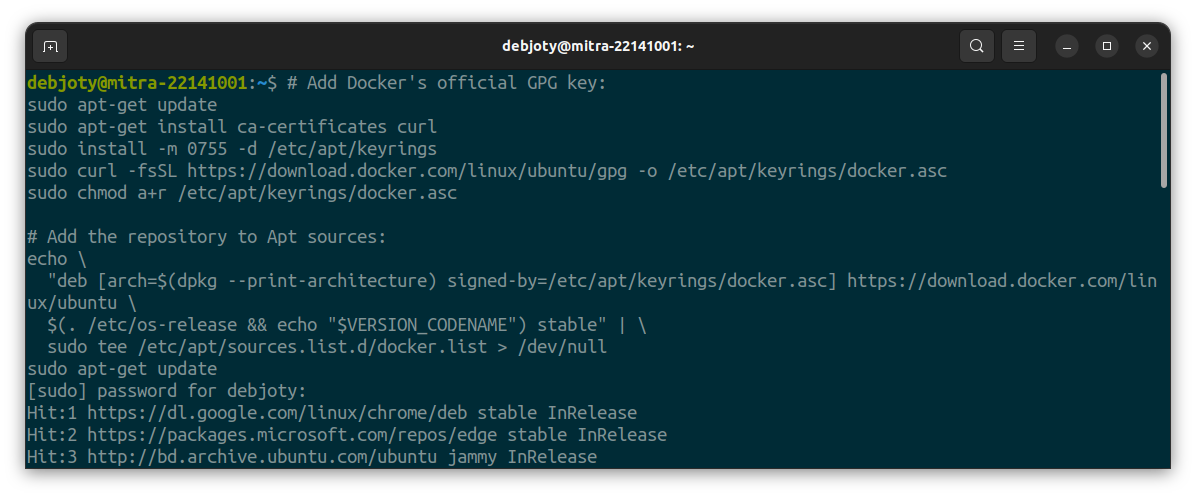 debjoty@mitra-22141001: ~
debjoty@mitra-22141001:~$ # Add Docker's official GPG key:
sudo apt-get update
sudo apt-get install ca-certificates curl
sudo install -m 0755 -d /etc/apt/keyrings
sudo curl -fsSL https://download.docker.com/linux/ubuntu/gpg -o /etc/apt/keyrings/docker.asc
sudo chmod a+r /etc/apt/keyrings/docker.asc

# Add the repository to Apt sources:
echo \
  "deb [arch=$(dpkg --print-architecture) signed-by=/etc/apt/keyrings/docker.asc] https://download.docker.com/lin
ux/ubuntu \
  $(. /etc/os-release && echo "$VERSION_CODENAME") stable" | \
  sudo tee /etc/apt/sources.list.d/docker.list > /dev/null
sudo apt-get update
[sudo] password for debjoty:
Hit:1 https://dl.google.com/linux/chrome/deb stable InRelease
Hit:2 https://packages.microsoft.com/repos/edge stable InRelease
Hit:3 http://bd.archive.ubuntu.com/ubuntu jammy InRelease